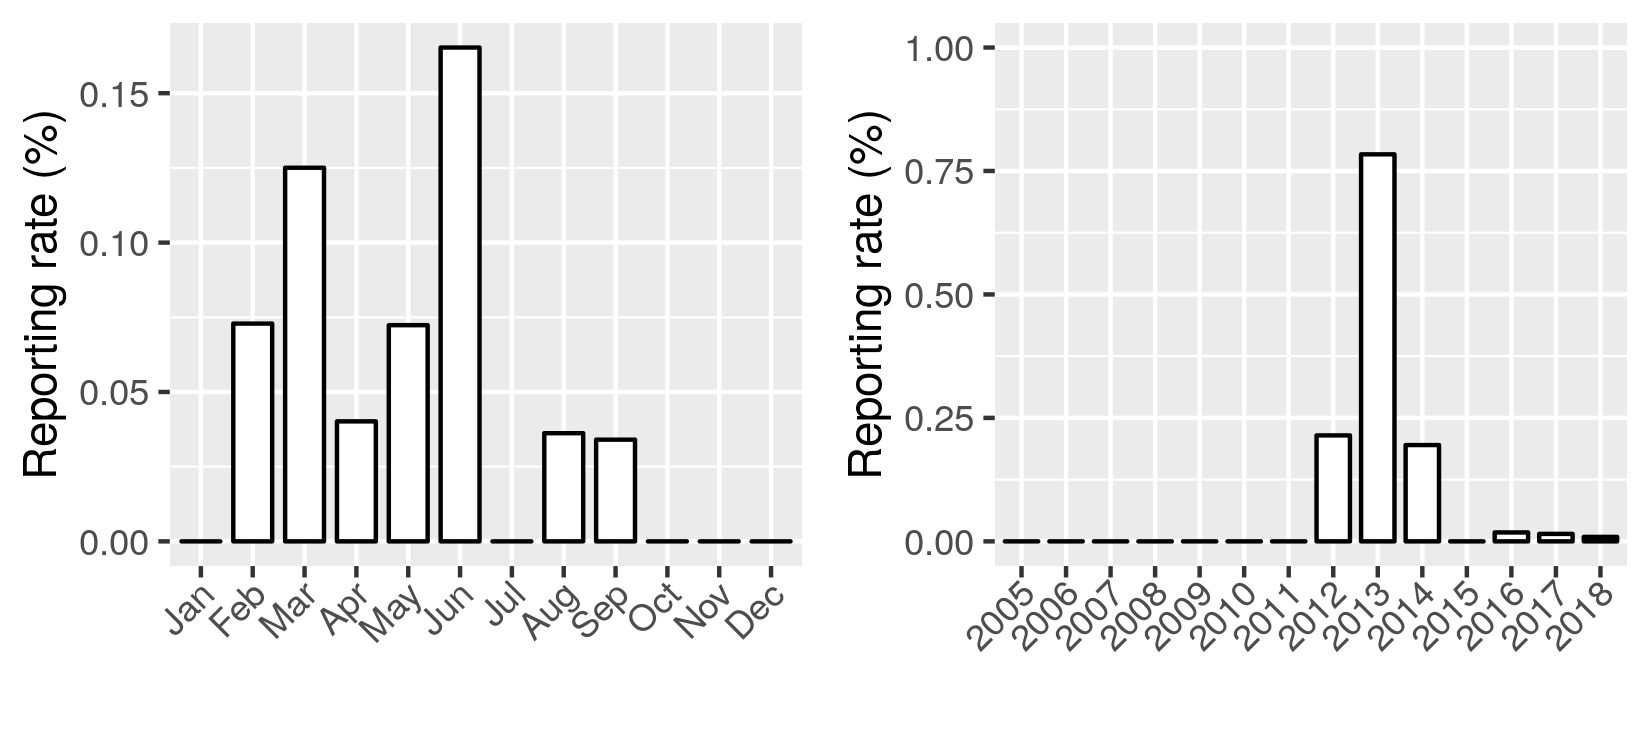 Reporting rate (%)
0.15
0.10
0.05
0.00
Jan Feb Mar Apr May Jun Jul Aug Sep Oct Nov Dec
Reporting rate (%)
1.00
0.75
0.50
0.25
0.00
2005 2006 2007 2008 2009 2010 2011 2012 2013 2014 2015 2016 2017 2018